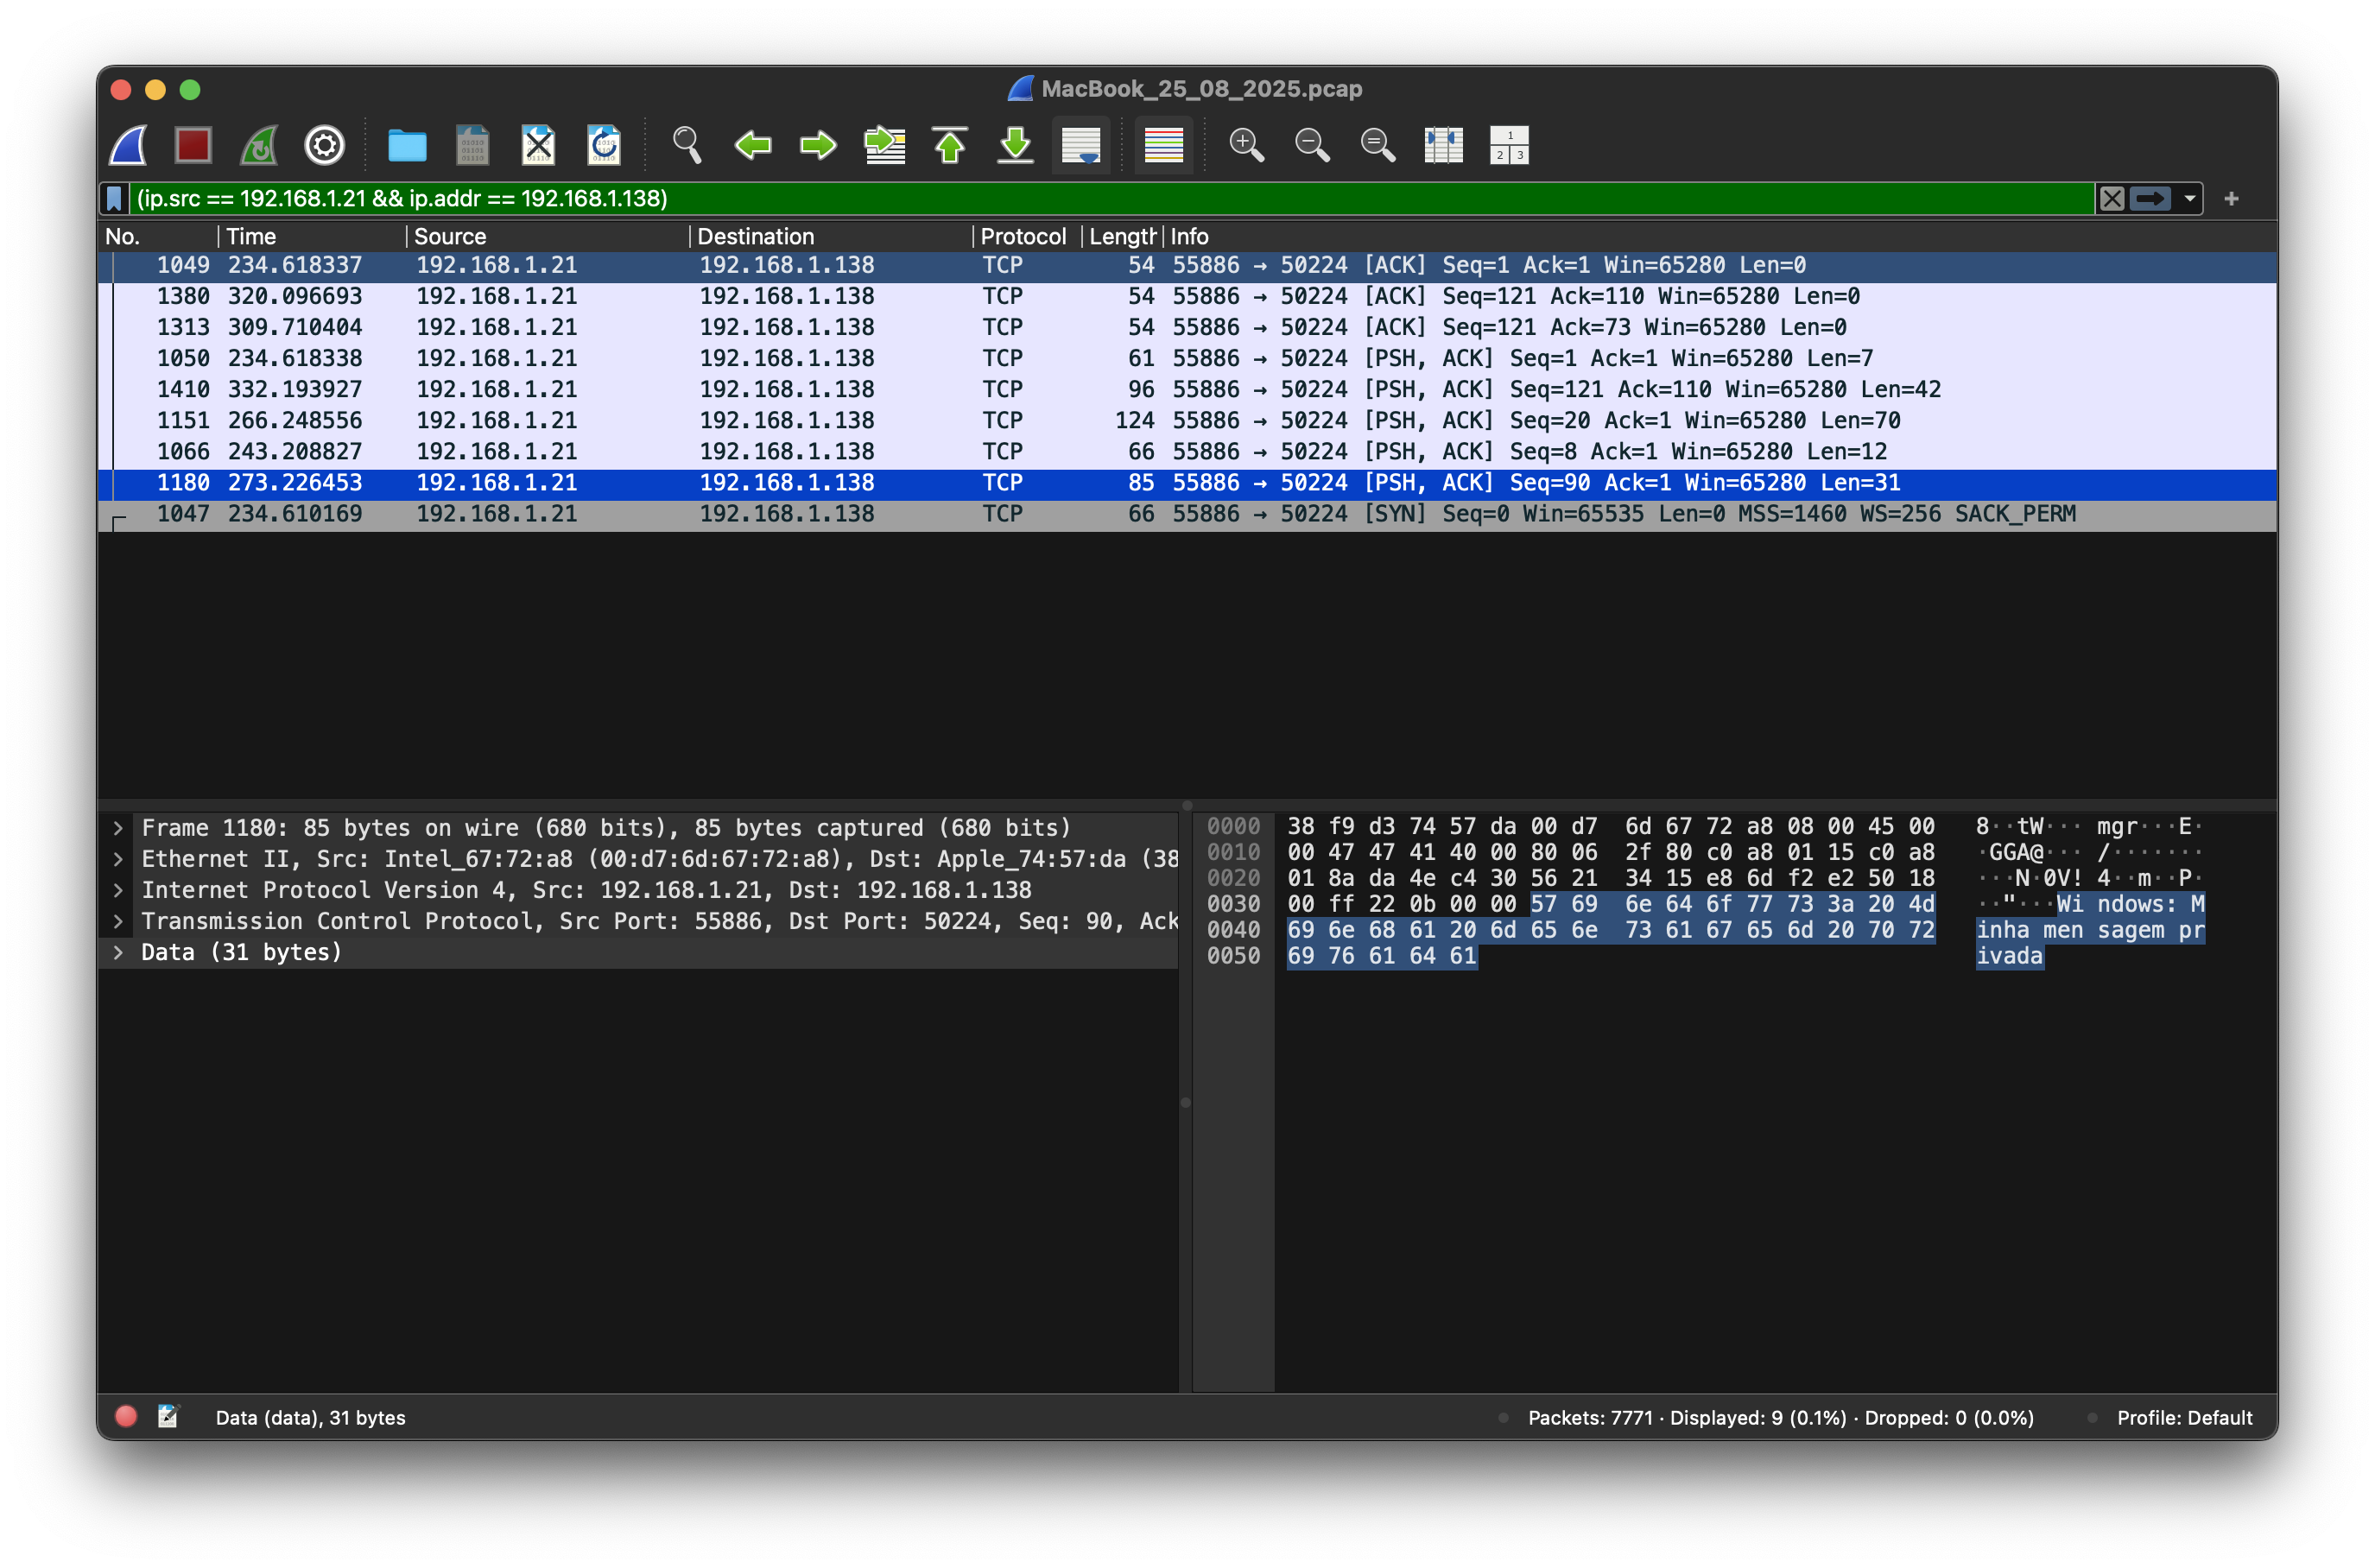 MacBook_25_08_2025.pcap
(ip.src == 192.168.1.21 && ip.addr == 192.168.1.138)
No. Time Source Destination Protocol Length Info
1049 234.618337 192.168.1.21 192.168.1.138 TCP 54 55886 → 50224 [ACK] Seq=1 Ack=1 Win=65280 Len=0
1380 320.096693 192.168.1.21 192.168.1.138 TCP 54 55886 → 50224 [ACK] Seq=121 Ack=110 Win=65280 Len=0
1313 309.710404 192.168.1.21 192.168.1.138 TCP 54 55886 → 50224 [ACK] Seq=121 Ack=73 Win=65280 Len=0
1050 234.618338 192.168.1.21 192.168.1.138 TCP 61 55886 → 50224 [PSH, ACK] Seq=1 Ack=1 Win=65280 Len=7
1410 332.193927 192.168.1.21 192.168.1.138 TCP 96 55886 → 50224 [PSH, ACK] Seq=121 Ack=110 Win=65280 Len=42
1151 266.248556 192.168.1.21 192.168.1.138 TCP 124 55886 → 50224 [PSH, ACK] Seq=20 Ack=1 Win=65280 Len=70
1066 243.208827 192.168.1.21 192.168.1.138 TCP 66 55886 → 50224 [PSH, ACK] Seq=8 Ack=1 Win=65280 Len=12
1180 273.226453 192.168.1.21 192.168.1.138 TCP 85 55886 → 50224 [PSH, ACK] Seq=90 Ack=1 Win=65280 Len=31
1047 234.610169 192.168.1.21 192.168.1.138 TCP 66 55886 → 50224 [SYN] Seq=0 Win=65535 Len=0 MSS=1460 WS=256 SACK_PERM
Frame 1180: 85 bytes on wire (680 bits), 85 bytes captured (680 bits)
Ethernet II, Src: Intel_67:72:a8 (00:d7:6d:67:72:a8), Dst: Apple_74:57:da (38
Internet Protocol Version 4, Src: 192.168.1.21, Dst: 192.168.1.138
Transmission Control Protocol, Src Port: 55886, Dst Port: 50224, Seq: 90, Ack
Data (31 bytes)
0000 38 f9 d3 74 57 da 00 d7 6d 67 72 a8 08 00 45 00 8··tW··· mgr···E·
0010 00 47 47 41 40 00 80 06 2f 80 c0 a8 01 15 c0 a8 ·GGA@··· /·······
0020 01 8a da 4e c4 30 56 21 34 15 e8 6d f2 e2 50 18 ···N·0V! 4··m··P·
0030 00 ff 22 0b 00 00 57 69 6e 64 6f 77 73 3a 20 4d ··"···Wi ndows: M
0040 69 6e 68 61 20 6d 65 6e 73 61 67 65 6d 20 70 72 inha men sagem pr
0050 69 76 61 64 61 ivada
Data (data), 31 bytes
Packets: 7771 · Displayed: 9 (0.1%) · Dropped: 0 (0.0%)
Profile: Default